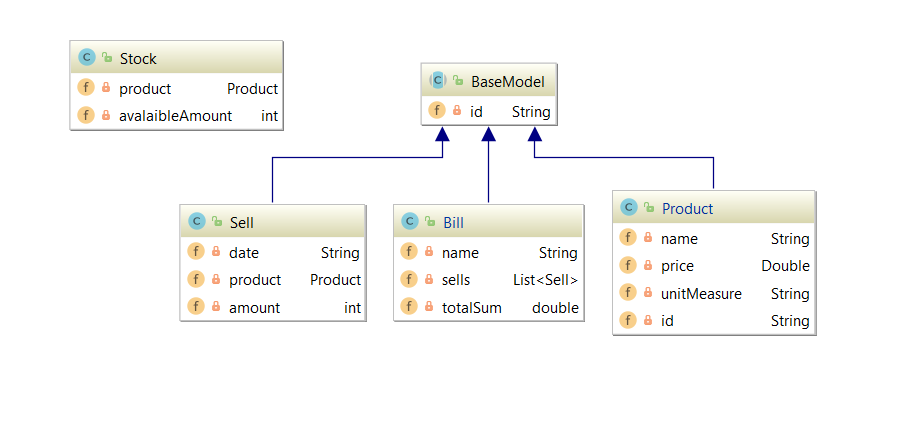 Stock
product Product
avalaibleAmount int
BaseModel
id String
Sell
date String
product Product
amount int
Bill
name String
sells List<Sell>
totalSum double
Product
name String
price Double
unitMeasure String
id String